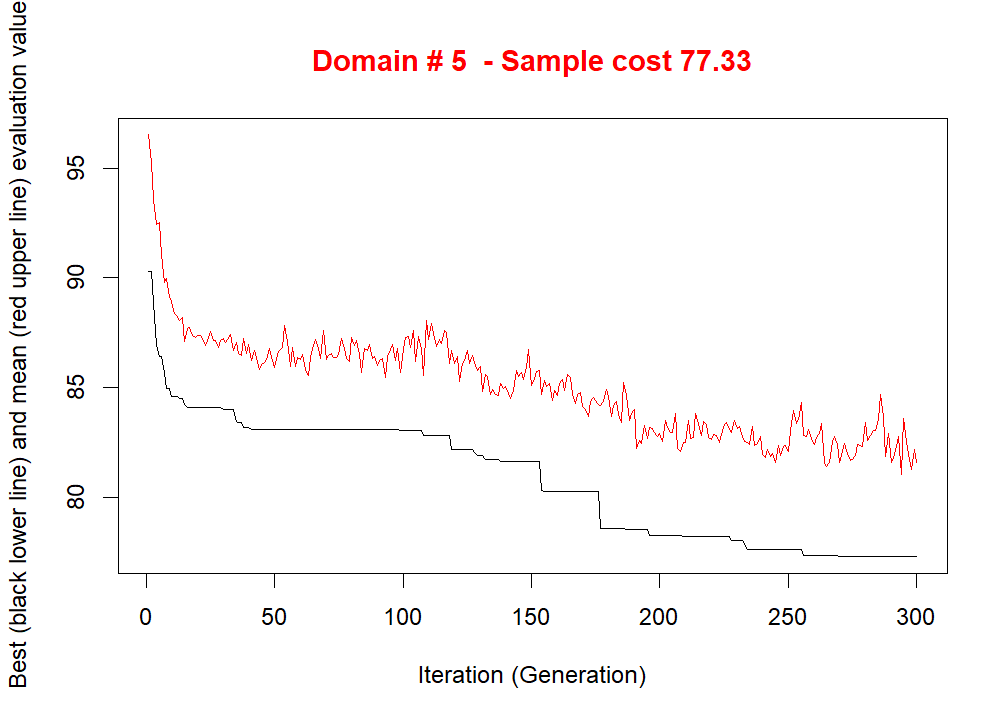 Domain # 5  - Sample cost 77.33
Best (black lower line) and mean (red upper line) evaluation value
95
90
85
80
0 50 100 150 200 250 300
Iteration (Generation)